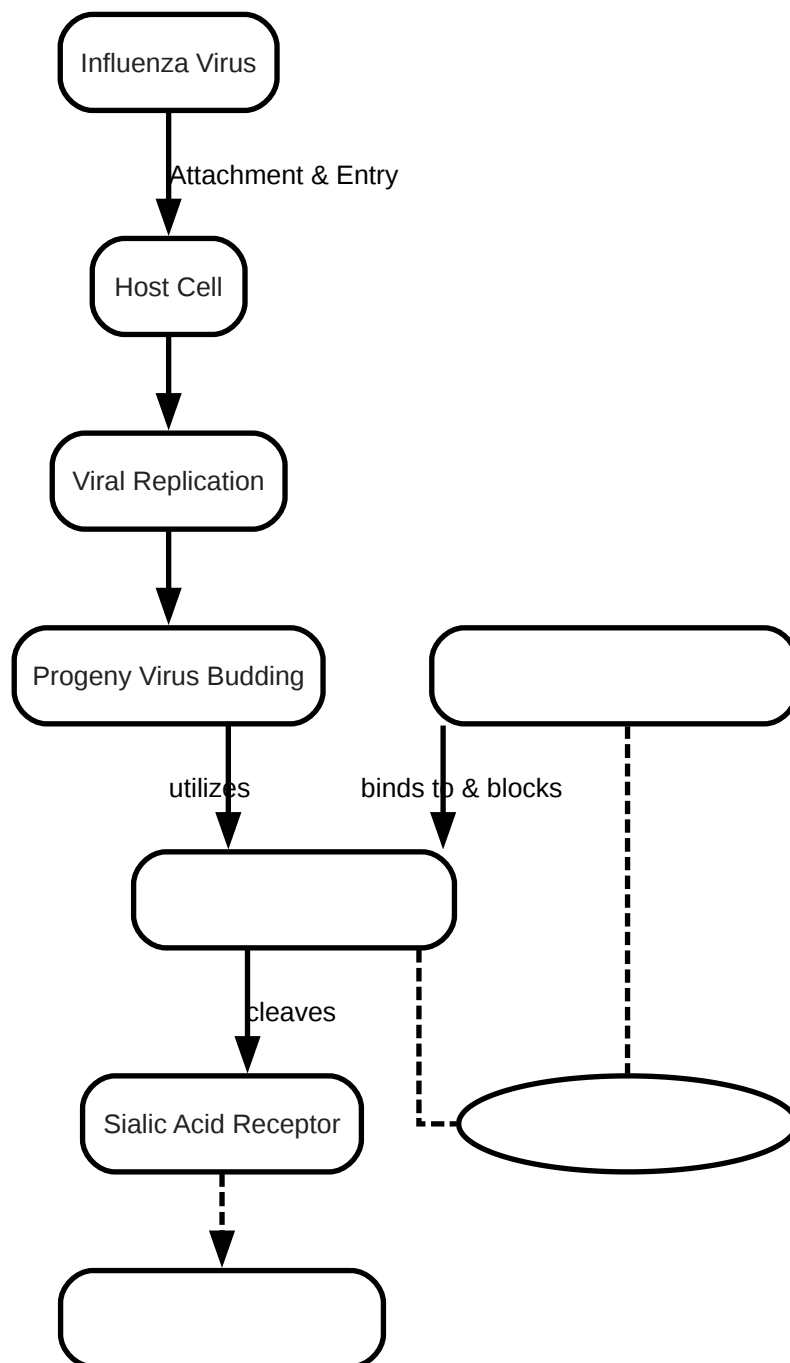 Influenza Virus
Attachment & Entry
Host Cell
Viral Replication
Progeny Virus Budding
utilizes
binds to & blocks
cleaves
Sialic Acid Receptor